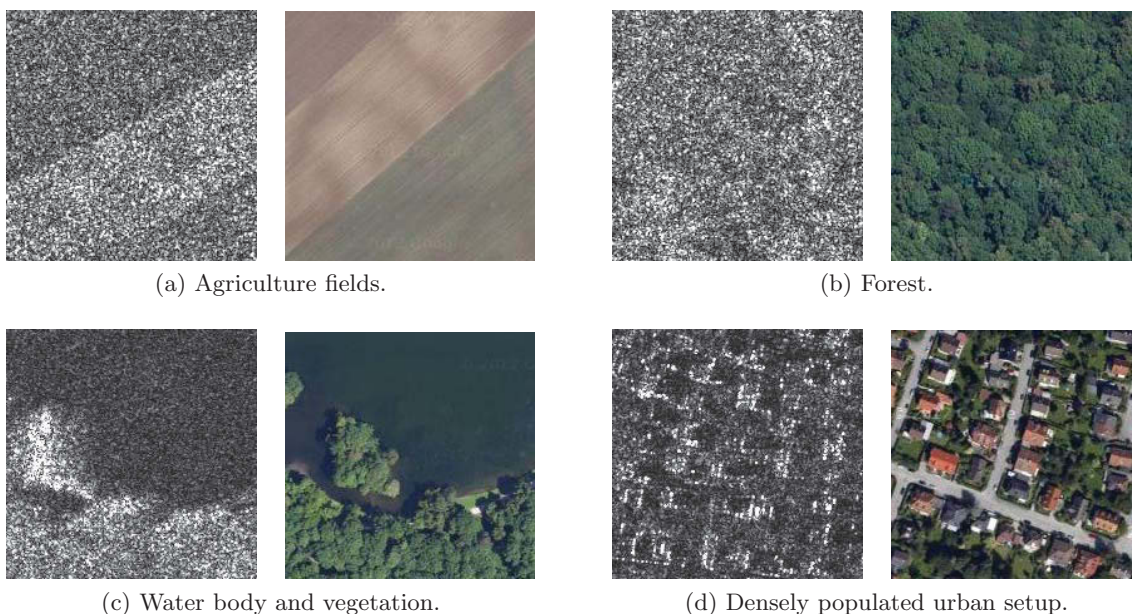 (a) Agriculture fields.
(b) Forest.
(c) Water body and vegetation.
(d) Densely populated urban setup.